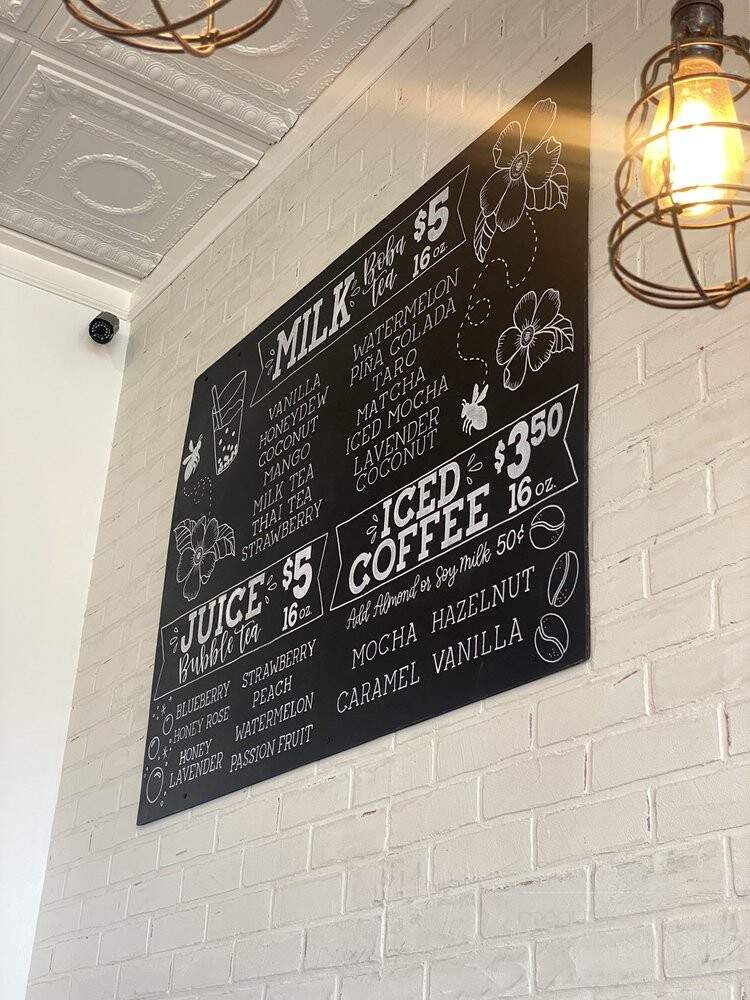 MILK Boba tea $5 16 oz
VANILLA
HONEYDEW
COCONUT
MANGO
MILK TEA
THAI TEA
STRAWBERRY
WATERMELON
PIÑA COLADA
TARO
MATCHA
ICED MOCHA
LAVENDER
COCONUT
JUICE $5
Bubble tea 16 oz
BLUEBERRY
HONEY ROSE
HONEY
LAVENDER
STRAWBERRY
PEACH
WATERMELON
PASSION FRUIT
ICED $3.50
COFFEE 16 oz.
Add Almond or Soy Milk 50¢
MOCHA HAZELNUT
CARAMEL VANILLA